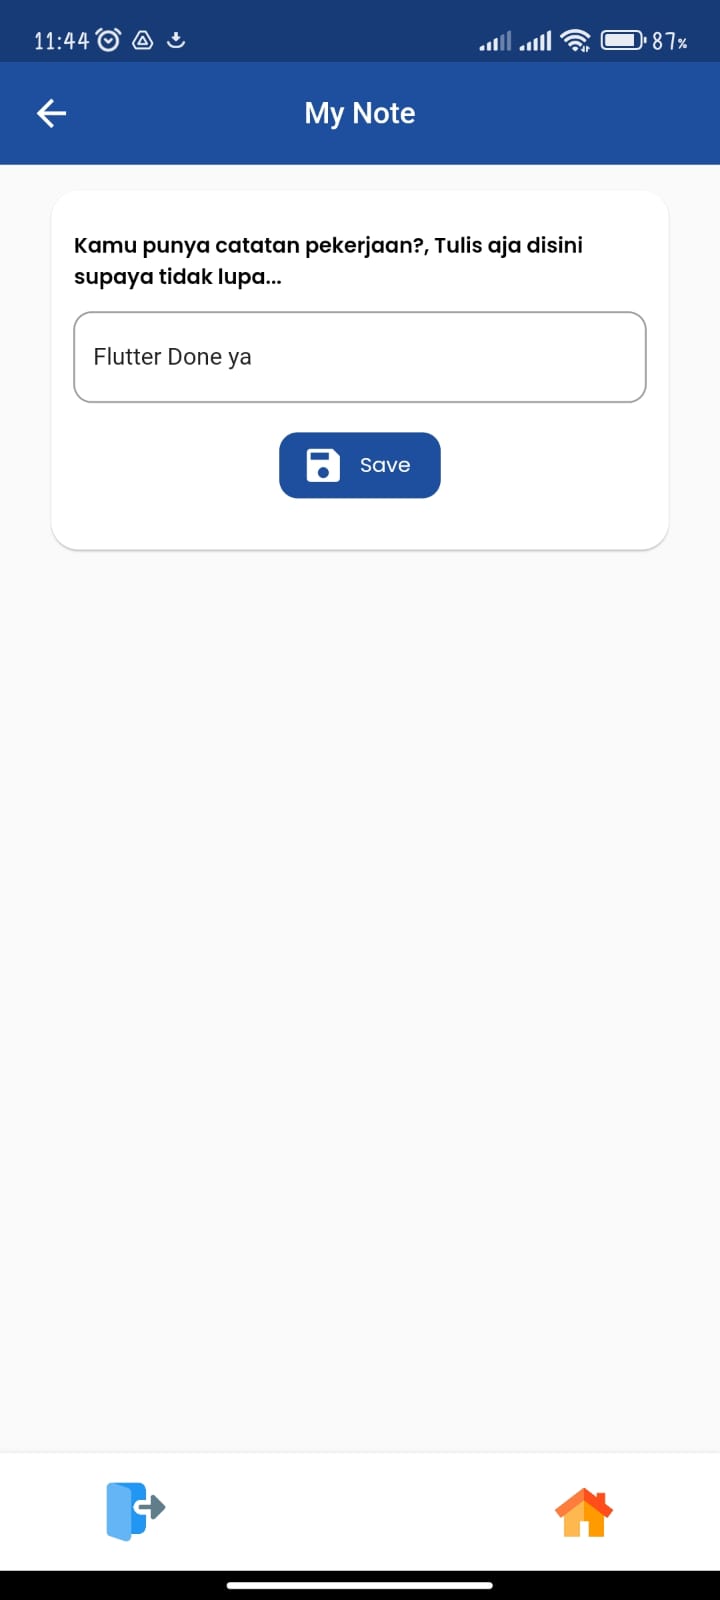 11:44
87%
My Note
Kamu punya catatan pekerjaan?, Tulis aja disini
supaya tidak lupa...
Flutter Done ya
Save